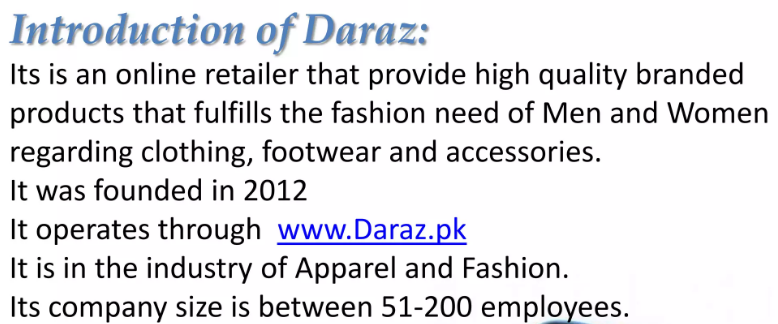 Introduction of Daraz:
Its is an online retailer that provide high quality branded
products that fulfills the fashion need of Men and Women
regarding clothing, footwear and accessories.
It was founded in 2012
It operates through www.Daraz.pk
It is in the industry of Apparel and Fashion.
Its company size is between 51-200 employees.